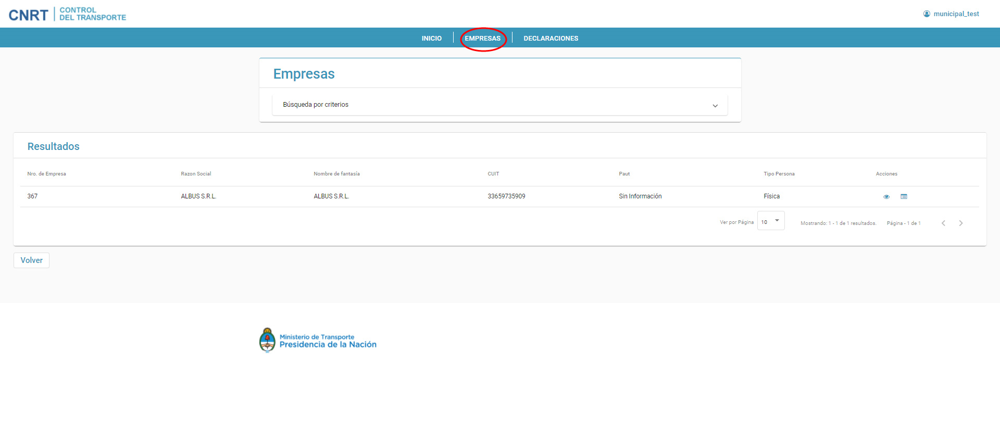 CNRT CONTROL
DEL TRANSPORTE
municipal_test
INICIO EMPRESAS DECLARACIONES
Empresas
Búsqueda por criterios
Resultados
Nro. de Empresa Razon Social Nombre de fantasía CUIT Paut Tipo Persona Acciones
367 ALBUS S.R.L. ALBUS S.R.L. 33659735909 Sin Información Física
Ver por Página 10 Mostrando: 1 - 1 de 1 resultados. Página - 1 de 1
Volver
Ministerio de Transporte
Presidencia de la Nación